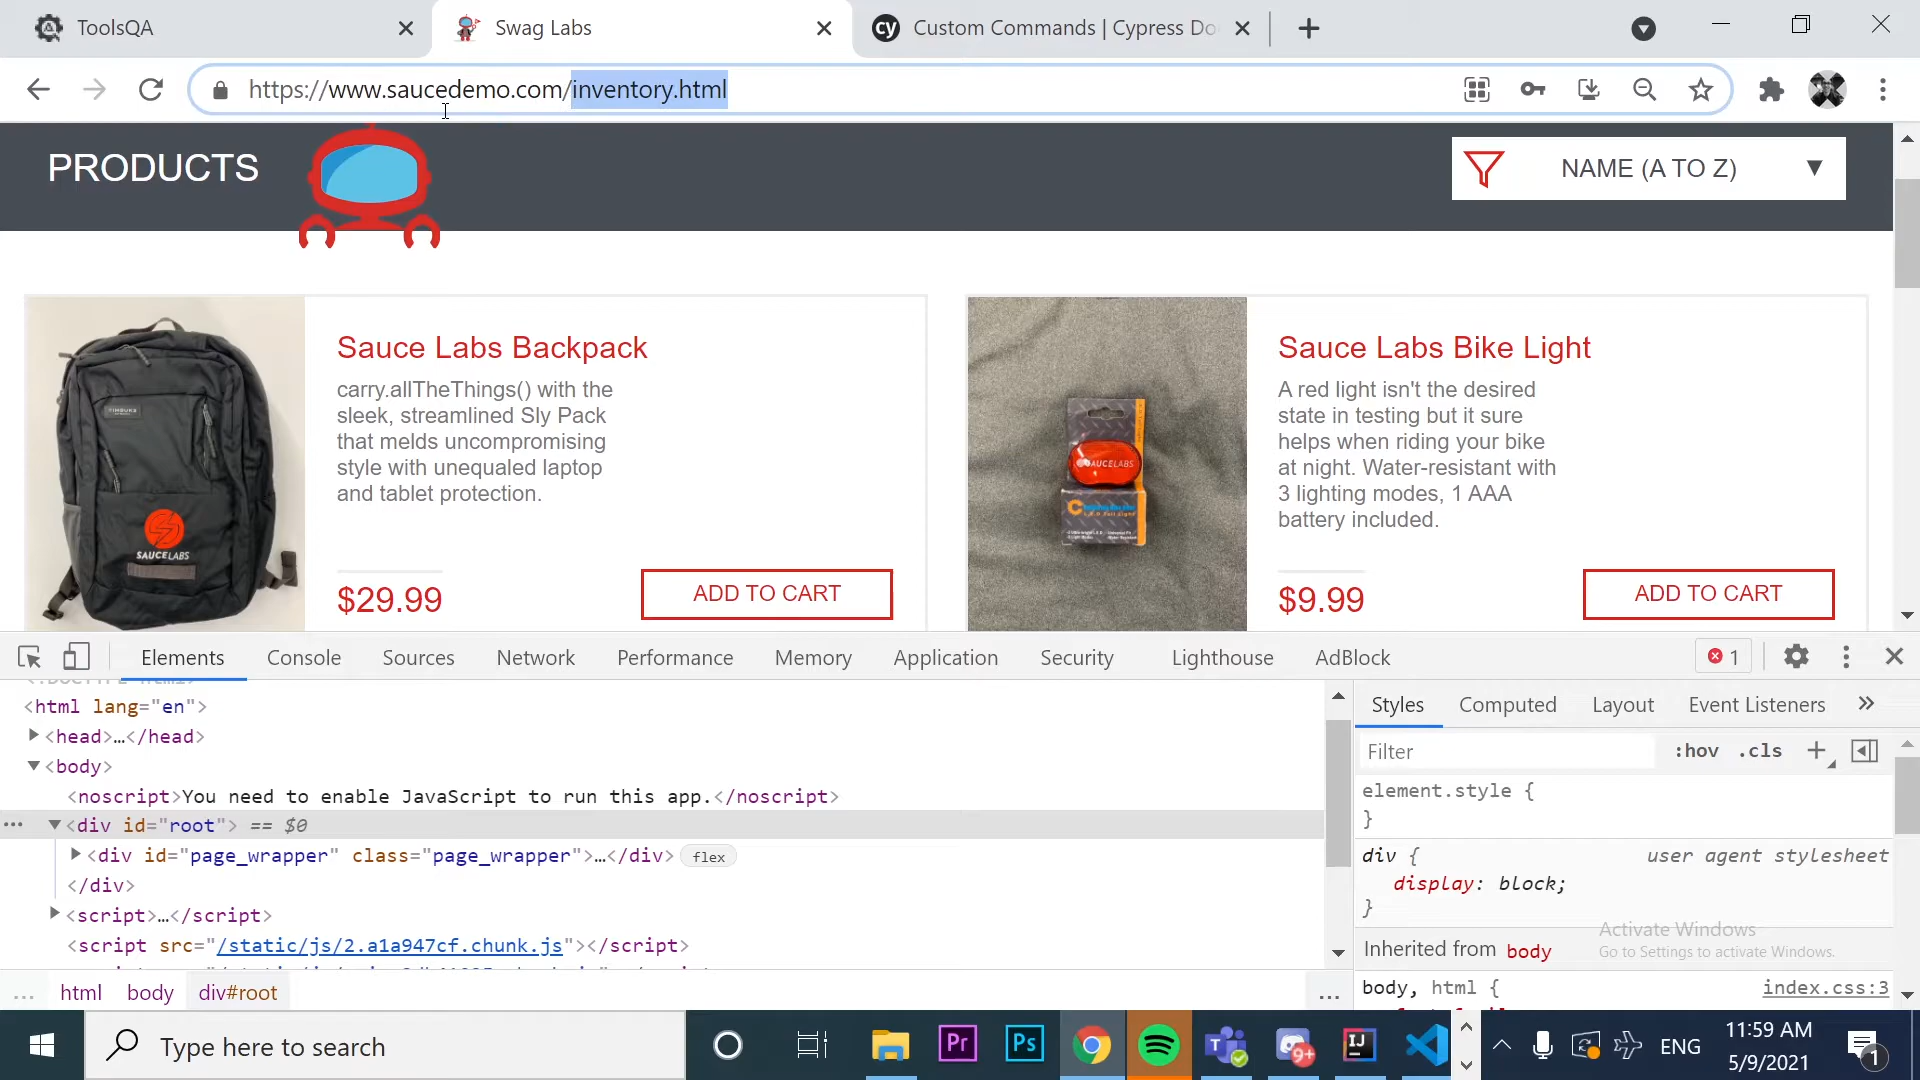 ToolsQA
Swag Labs
Custom Commands | Cypress Do
https://www.saucedemo.com/inventory.html
PRODUCTS
NAME (A TO Z)
Sauce Labs Backpack
carry.allTheThings() with the
sleek, streamlined Sly Pack
that melds uncompromising
style with unequaled laptop
and tablet protection.
$29.99
ADD TO CART
SAUCELABS
Sauce Labs Bike Light
A red light isn't the desired
state in testing but it sure
helps when riding your bike
at night. Water-resistant with
3 lighting modes, 1 AAA
battery included.
$9.99
ADD TO CART
SAUCELABS
Elements
Console
Sources
Network
Performance
Memory
Application
Security
Lighthouse
AdBlock
1
<html lang="en">
<head>…</head>
<body>
<noscript>You need to enable JavaScript to run this app.</noscript>
<div id="root"> == $0
<div id="page_wrapper" class="page_wrapper">…</div> flex
</div>
<script>…</script>
<script src="/static/js/2.a1a947cf.chunk.js"></script>
... html body div#root ...
Styles
Computed
Layout
Event Listeners
Filter
:hov .cls
element.style {
}
div { user agent stylesheet
display: block;
}
Inherited from body
body, html { index.css:3
Activate Windows
Go to Settings to activate Windows.
Type here to search
Pr
Ps
9+
IJ
ENG
11:59 AM
5/9/2021
1